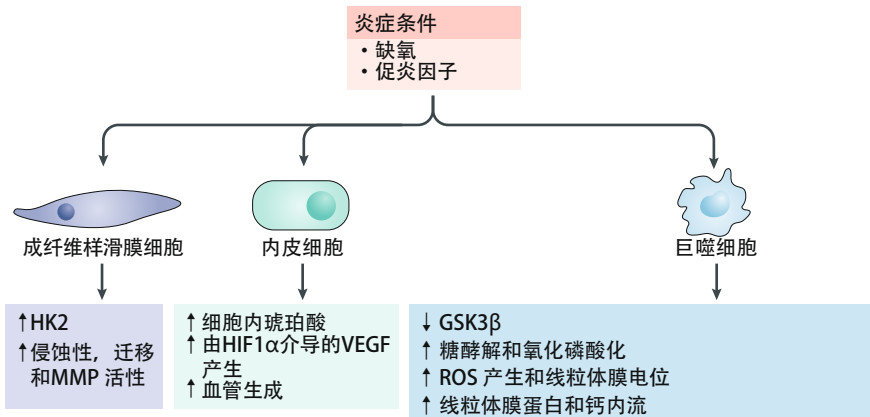 炎症条件
・缺氧
・促炎因子
成纤维样滑膜细胞
内皮细胞
巨噬细胞
↑HK2
↑侵蚀性，迁移
和MMP 活性
↑细胞内琥珀酸
↑由HIF1α介导的VEGF
产生
↑血管生成
↓ GSK3β
↑ 糖酵解和氧化磷酸化
↑ ROS 产生和线粒体膜电位
↑ 线粒体膜蛋白和钙内流